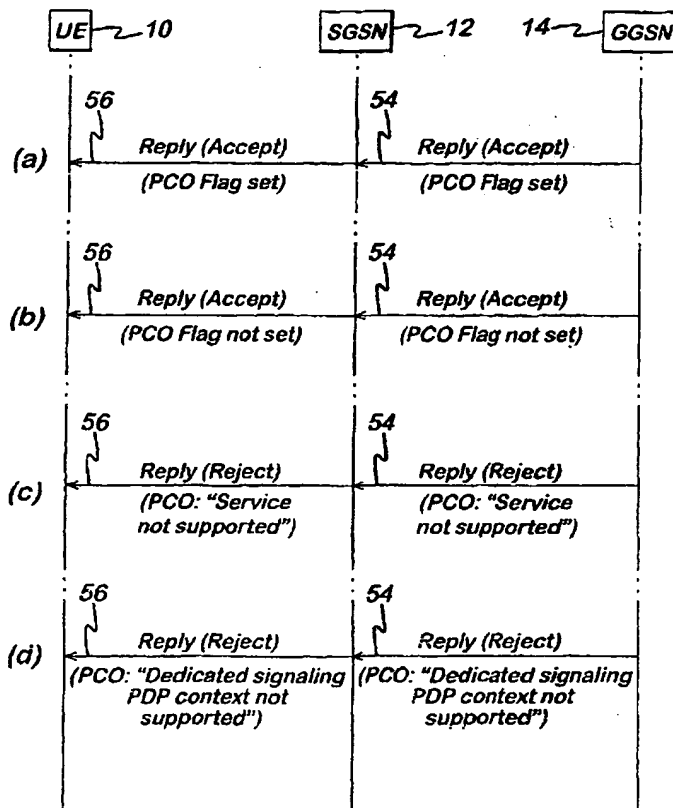 UE 10 SGSN 12 14 GGSN
56 54
(a) Reply (Accept) Reply (Accept)
(PCO Flag set) (PCO Flag set)
56 54
(b) Reply (Accept) Reply (Accept)
(PCO Flag not set) (PCO Flag not set)
56 54
(c) Reply (Reject) Reply (Reject)
(PCO: "Service (PCO: "Service
not supported") not supported")
56 54
(d) Reply (Reject) Reply (Reject)
(PCO: "Dedicated signaling (PCO: "Dedicated signaling
PDP context not PDP context not
supported") supported")